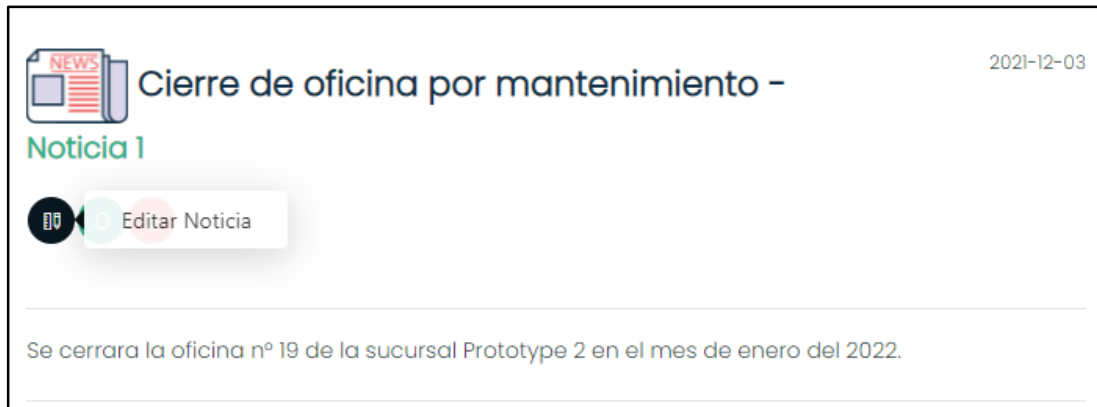 NEWS
Cierre de oficina por mantenimiento -
2021-12-03
Noticia 1
Editar Noticia
Se cerrara la oficina nº 19 de la sucursal Prototype 2 en el mes de enero del 2022.